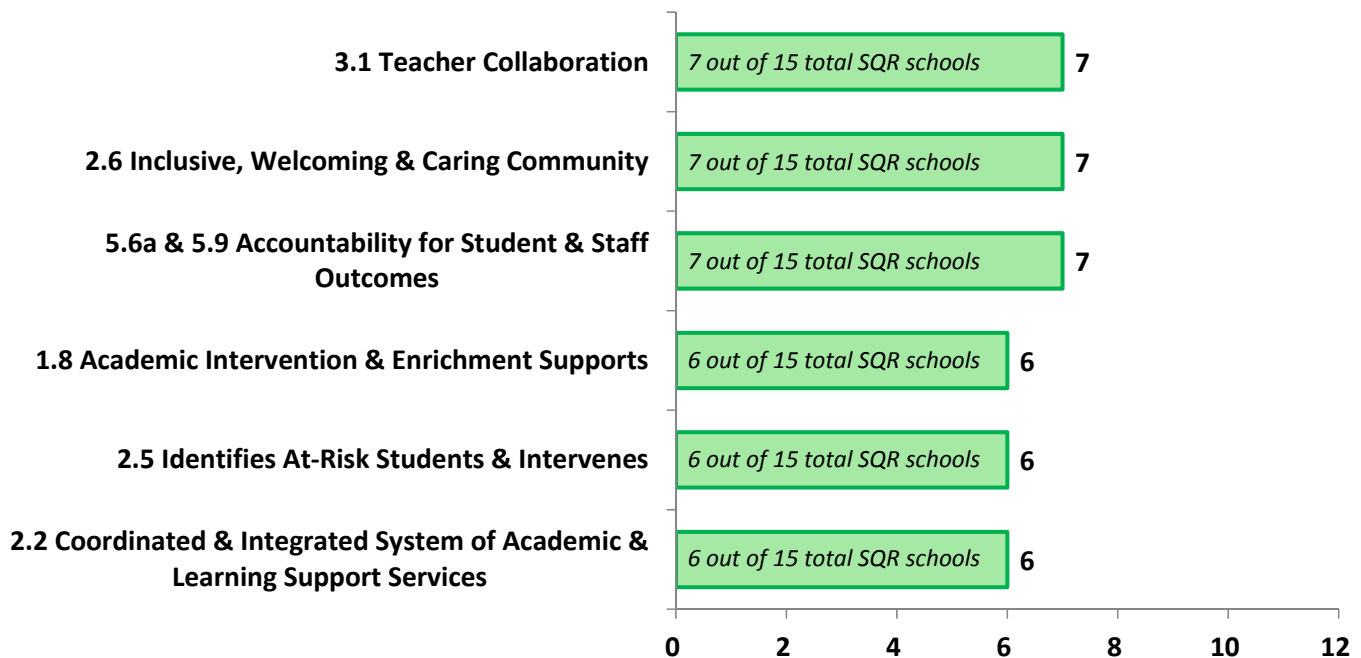 3.1 Teacher Collaboration
7 out of 15 total SQR schools
7
2.6 Inclusive, Welcoming & Caring Community
7 out of 15 total SQR schools
7
5.6a & 5.9 Accountability for Student & Staff
Outcomes
7 out of 15 total SQR schools
7
1.8 Academic Intervention & Enrichment Supports
6 out of 15 total SQR schools
6
2.5 Identifies At-Risk Students & Intervenes
6 out of 15 total SQR schools
6
2.2 Coordinated & Integrated System of Academic &
Learning Support Services
6 out of 15 total SQR schools
6
0 2 4 6 8 10 12